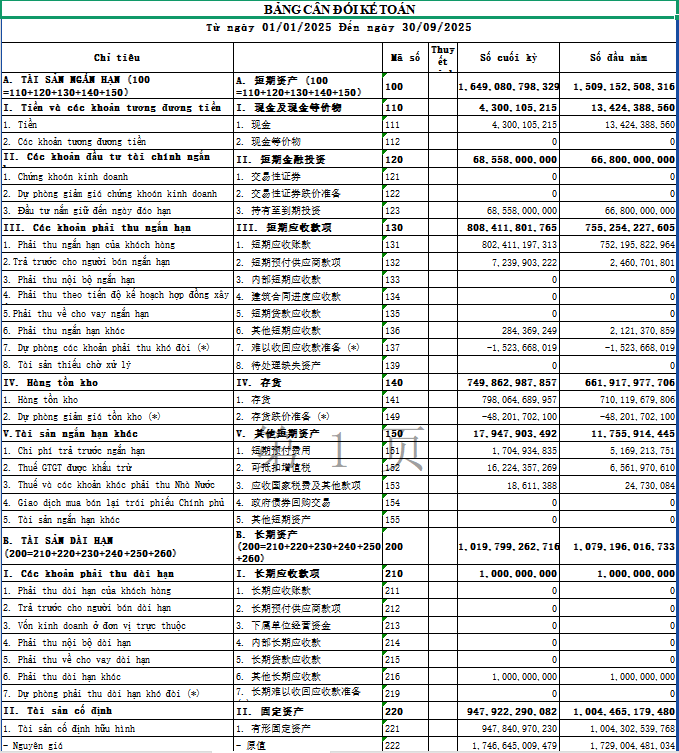 BẢNG CÂN ĐỐI KẾ TOÁN
Từ ngày 01/01/2025 Đến ngày 30/09/2025
Chỉ tiêu Mã số Thuyết Số cuối kỳ Số đầu năm
A. TÀI SẢN NGẮN HẠN (100 =110+120+130+140+150) A. 短期资产 (100 =110+120+130+140+150) 100 1.649.080.798.329 1.509.152.508.316
I. Tiền và các khoản tương đương tiền I. 现金及现金等价物 110 4.300.105.215 13.424.388.560
1. Tiền 1. 现金 111 4,300,105,215 13,424,388,560
2. Các khoản tương đương tiền 2. 现金等价物 112 0 0
II. Các khoản đầu tư tài chính ngắn II. 短期金融投资 120 68.558.000.000 66.800.000.000
1. Chứng khoán kinh doanh 1. 交易性证券 121 0 0
2. Dự phòng giảm giá chứng khoán kinh doanh 2. 交易性证券跌价准备 122 0 0
3. Đầu tư nắm giữ đến ngày đáo hạn 3. 持有至到期投资 123 68,558,000,000 66,800,000,000
III. Các khoản phải thu ngắn hạn III. 短期应收款项 130 808.411.801.765 755.254.227.605
1. Phải thu ngắn hạn của khách hàng 1. 短期应收账款 131 802,411,197,313 752,195,822,964
2.Trả trước cho người bán ngắn hạn 2. 短期预付供应商款项 132 7,239,903,222 2,460,701,801
3. Phải thu nội bộ ngắn hạn 3. 内部短期应收款 133 0 0
4. Phải thu theo tiến độ kế hoạch hợp đồng xây 4. 建筑合同进度应收款 134 0 0
5.Phải thu về cho vay ngắn hạn 5. 短期贷款应收款 135 0 0
6. Phải thu ngắn hạn khác 6. 其他短期应收款 136 284,369,249 2,121,370,859
7. Dự phòng các khoản phải thu khó đòi (*) 7. 难以收回应收款准备 (*) 137 -1,523,668,019 -1,523,668,019
8. Tài sản thiếu chờ xử lý 8. 待处理缺失资产 139 0 0
IV. Hàng tồn kho IV. 存货 140 749.862.987.857 661.917.977.706
1. Hàng tồn kho 1. 存货 141 798,064,689,957 710,119,679,806
2. Dự phòng giảm giá tồn kho (*) 2. 存货跌价准备 (*) 149 -48,201,702,100 -48,201,702,100
V.Tài sản ngắn hạn khác V. 其他短期资产 150 17.947.903.492 11.755.914.445
1. Chi phí trả trước ngắn hạn 1. 短期预付费用 151 1,704,934,835 5,169,213,751
2. Thuế GTGT được khấu trừ 2. 可抵扣增值税 152 16,224,357,269 6,561,970,610
3. Thuế và các khoản khác phải thu Nhà Nước 3. 应收国家税费及其他款项 153 18,611,388 24,730,084
4. Giao dịch mua bán lại trái phiếu Chính phủ 4. 政府债券回购交易 154 0 0
5. Tài sản ngắn hạn khác 5. 其他短期资产 155 0 0
第 1 页
B. TÀI SẢN DÀI HẠN (200=210+220+230+240+250+260) B. 长期资产 (200=210+220+230+240+250+260) 200 1.019.799.262.716 1.079.196.016.733
I. Các khoản phải thu dài hạn I. 长期应收款项 210 1.000.000.000 1.000.000.000
1. Phải thu dài hạn của khách hàng 1. 长期应收账款 211 0 0
2. Trả trước cho người bán dài hạn 2. 长期预付供应商款项 212 0 0
3. Vốn kinh doanh ở đơn vị trực thuộc 3. 下属单位经营资金 213 0 0
4. Phải thu nội bộ dài hạn 4. 内部长期应收款 214 0 0
5. Phải thu về cho vay dài hạn 5. 长期贷款应收款 215 0 0
6. Phải thu dài hạn khác 6. 其他长期应收款 216 1,000,000,000 1,000,000,000
7. Dự phòng phải thu dài hạn khó đòi (*) 7. 长期难以收回应收款准备 219 0 0
II. Tài sản cố định II. 固定资产 220 947.922.290.082 1.004.465.179.480
1. Tài sản cố định hữu hình 1. 有形固定资产 221 947,840,970,230 1,004,302,539,768
- Nguyên giá - 原值 222 1,746,645,009,479 1,729,004,481,034